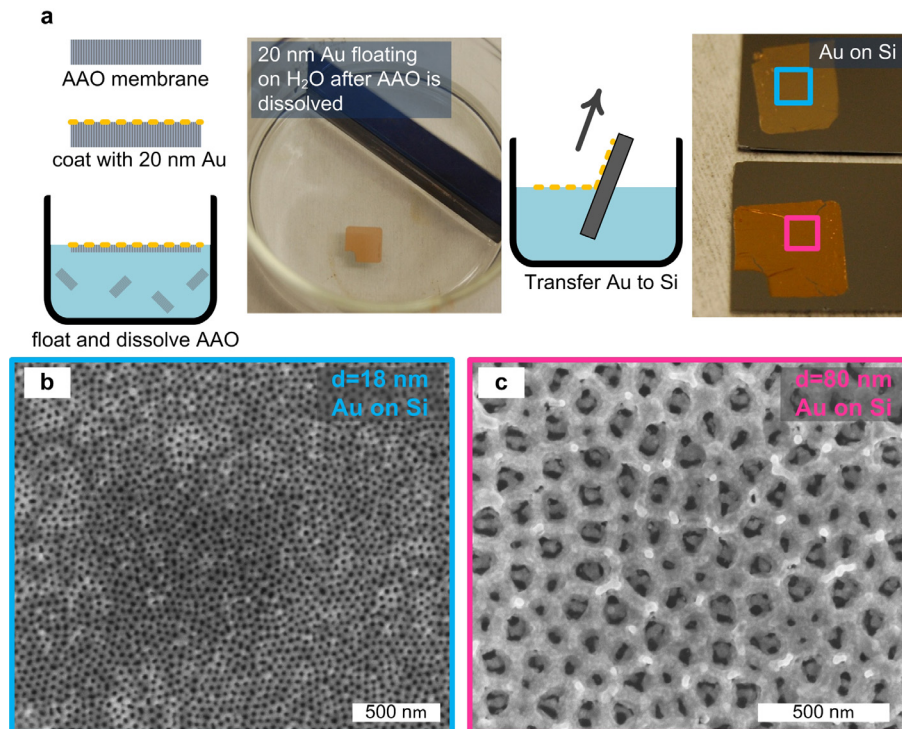 a
AAO membrane
coat with 20 nm Au
float and dissolve AAO
20 nm Au floating
on H₂O after AAO is
dissolved
Transfer Au to Si
Au on Si
b
d=18 nm
Au on Si
500 nm
c
d=80 nm
Au on Si
500 nm